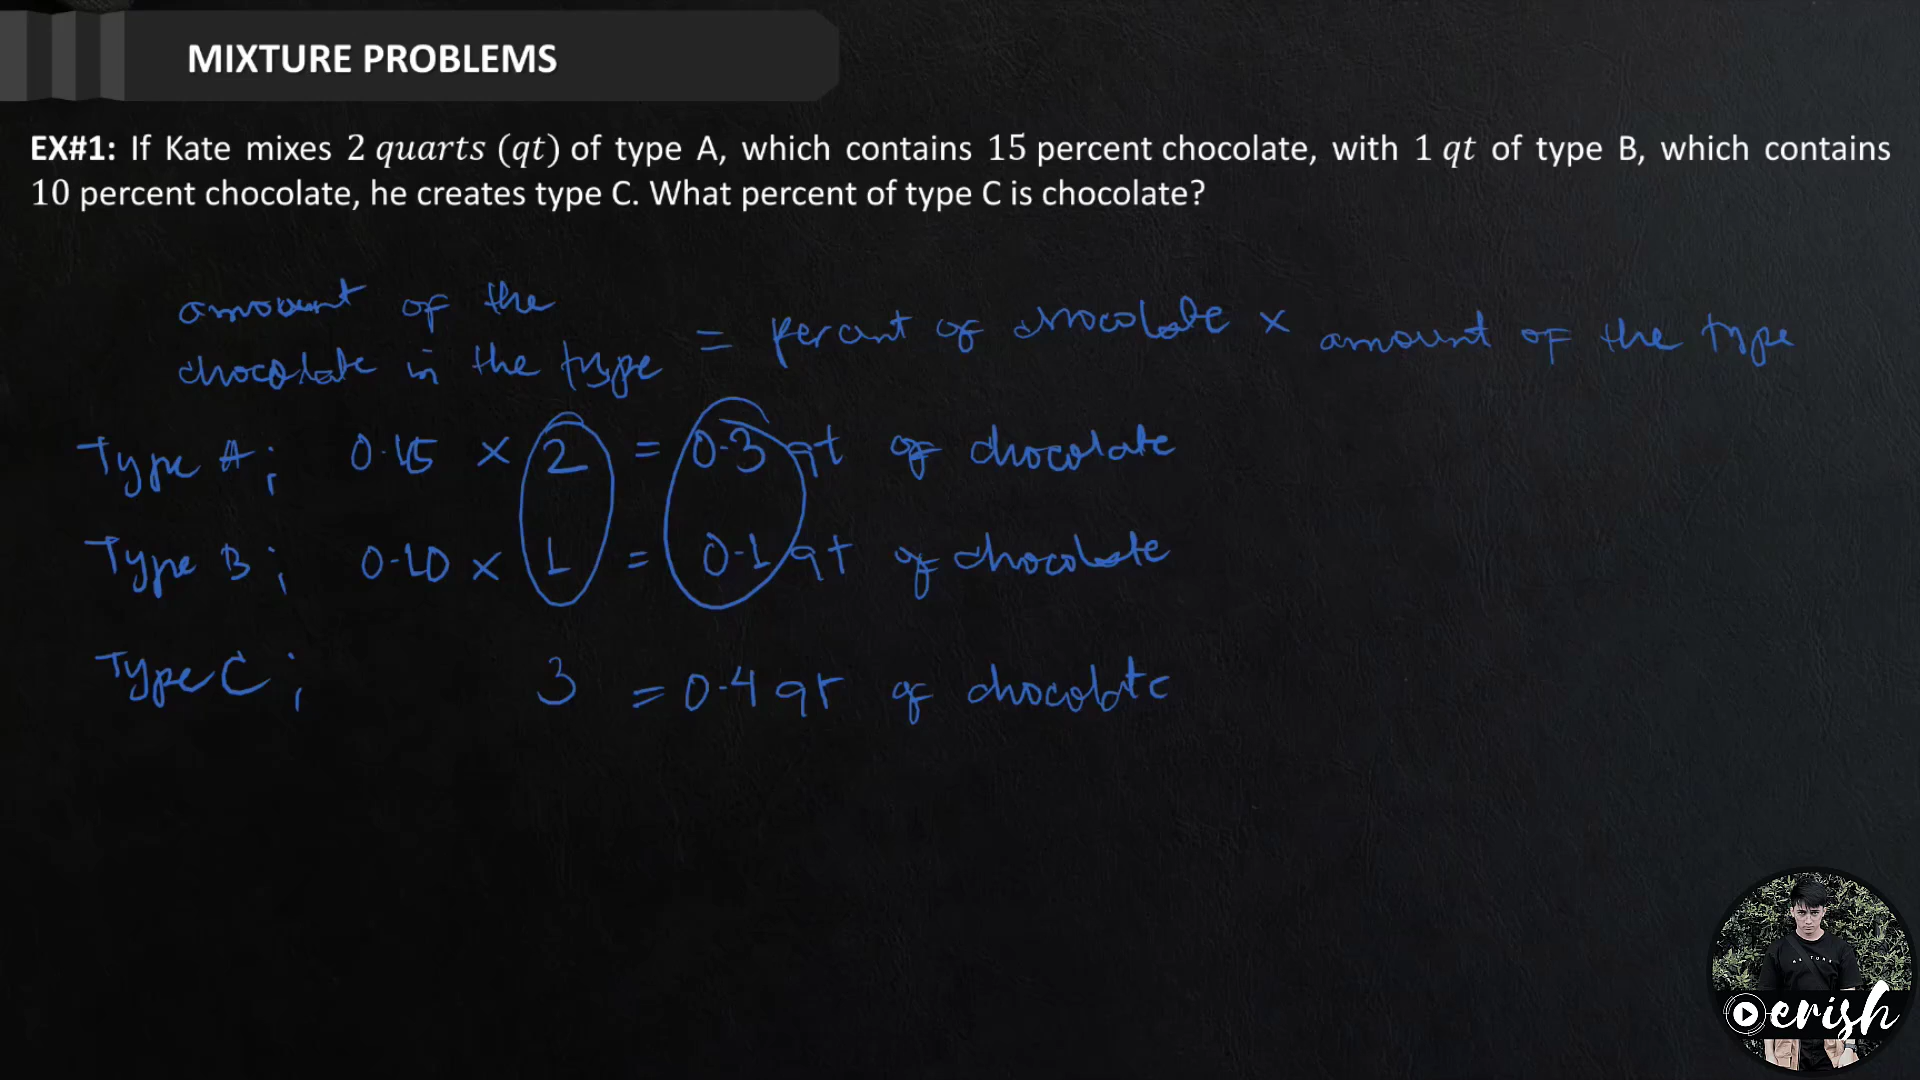 MIXTURE PROBLEMS
EX#1: If Kate mixes 2 quarts (qt) of type A, which contains 15 percent chocolate, with 1 qt of type B, which contains
10 percent chocolate, he creates type C. What percent of type C is chocolate?
amount of the
chocolate in the type = percent of chocolate × amount of the type
Type A; 0.15 × 2 = 0.3 qt of chocolate
Type B; 0.10 × 1 = 0.1 qt of chocolate
Type C; 3 = 0.4 qt of chocolate
erish